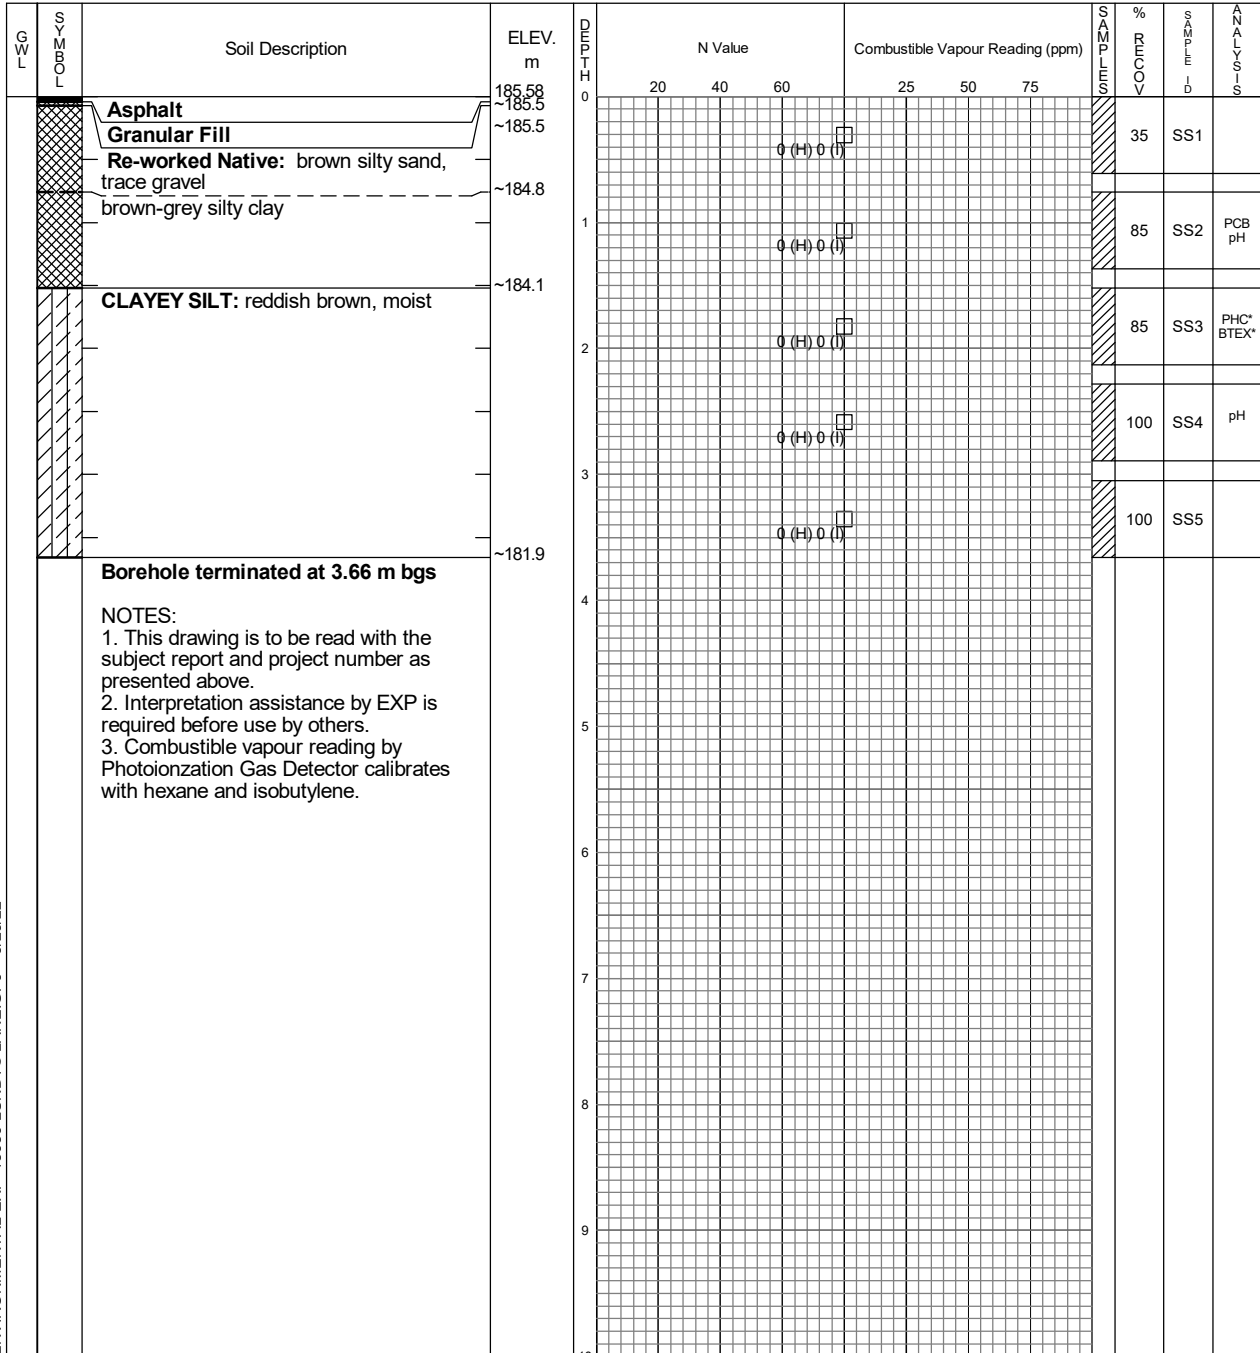 GWL
SYMBOL
Soil Description
ELEV.
m
DEPTH
N Value
Combustible Vapour Reading (ppm)
SAMPLES
% RECOV
SAMPLE ID
ANALYSIS
20 40 60 25 50 75
185.58
0
Asphalt
~185.5
Granular Fill
~185.5
Re-worked Native: brown silty sand,
trace gravel
~184.8
brown-grey silty clay
0 (H) 0 (I)
35 SS1
1
0 (H) 0 (I)
85 SS2 PCB
pH
~184.1
CLAYEY SILT: reddish brown, moist
0 (H) 0 (I)
85 SS3 PHC*
BTEX*
2
0 (H) 0 (I)
100 SS4 pH
3
0 (H) 0 (I)
100 SS5
~181.9
Borehole terminated at 3.66 m bgs
4
NOTES:
1. This drawing is to be read with the
subject report and project number as
presented above.
2. Interpretation assistance by EXP is
required before use by others.
5
3. Combustible vapour reading by
Photoionzation Gas Detector calibrates
with hexane and isobutylene.
6
7
8
9